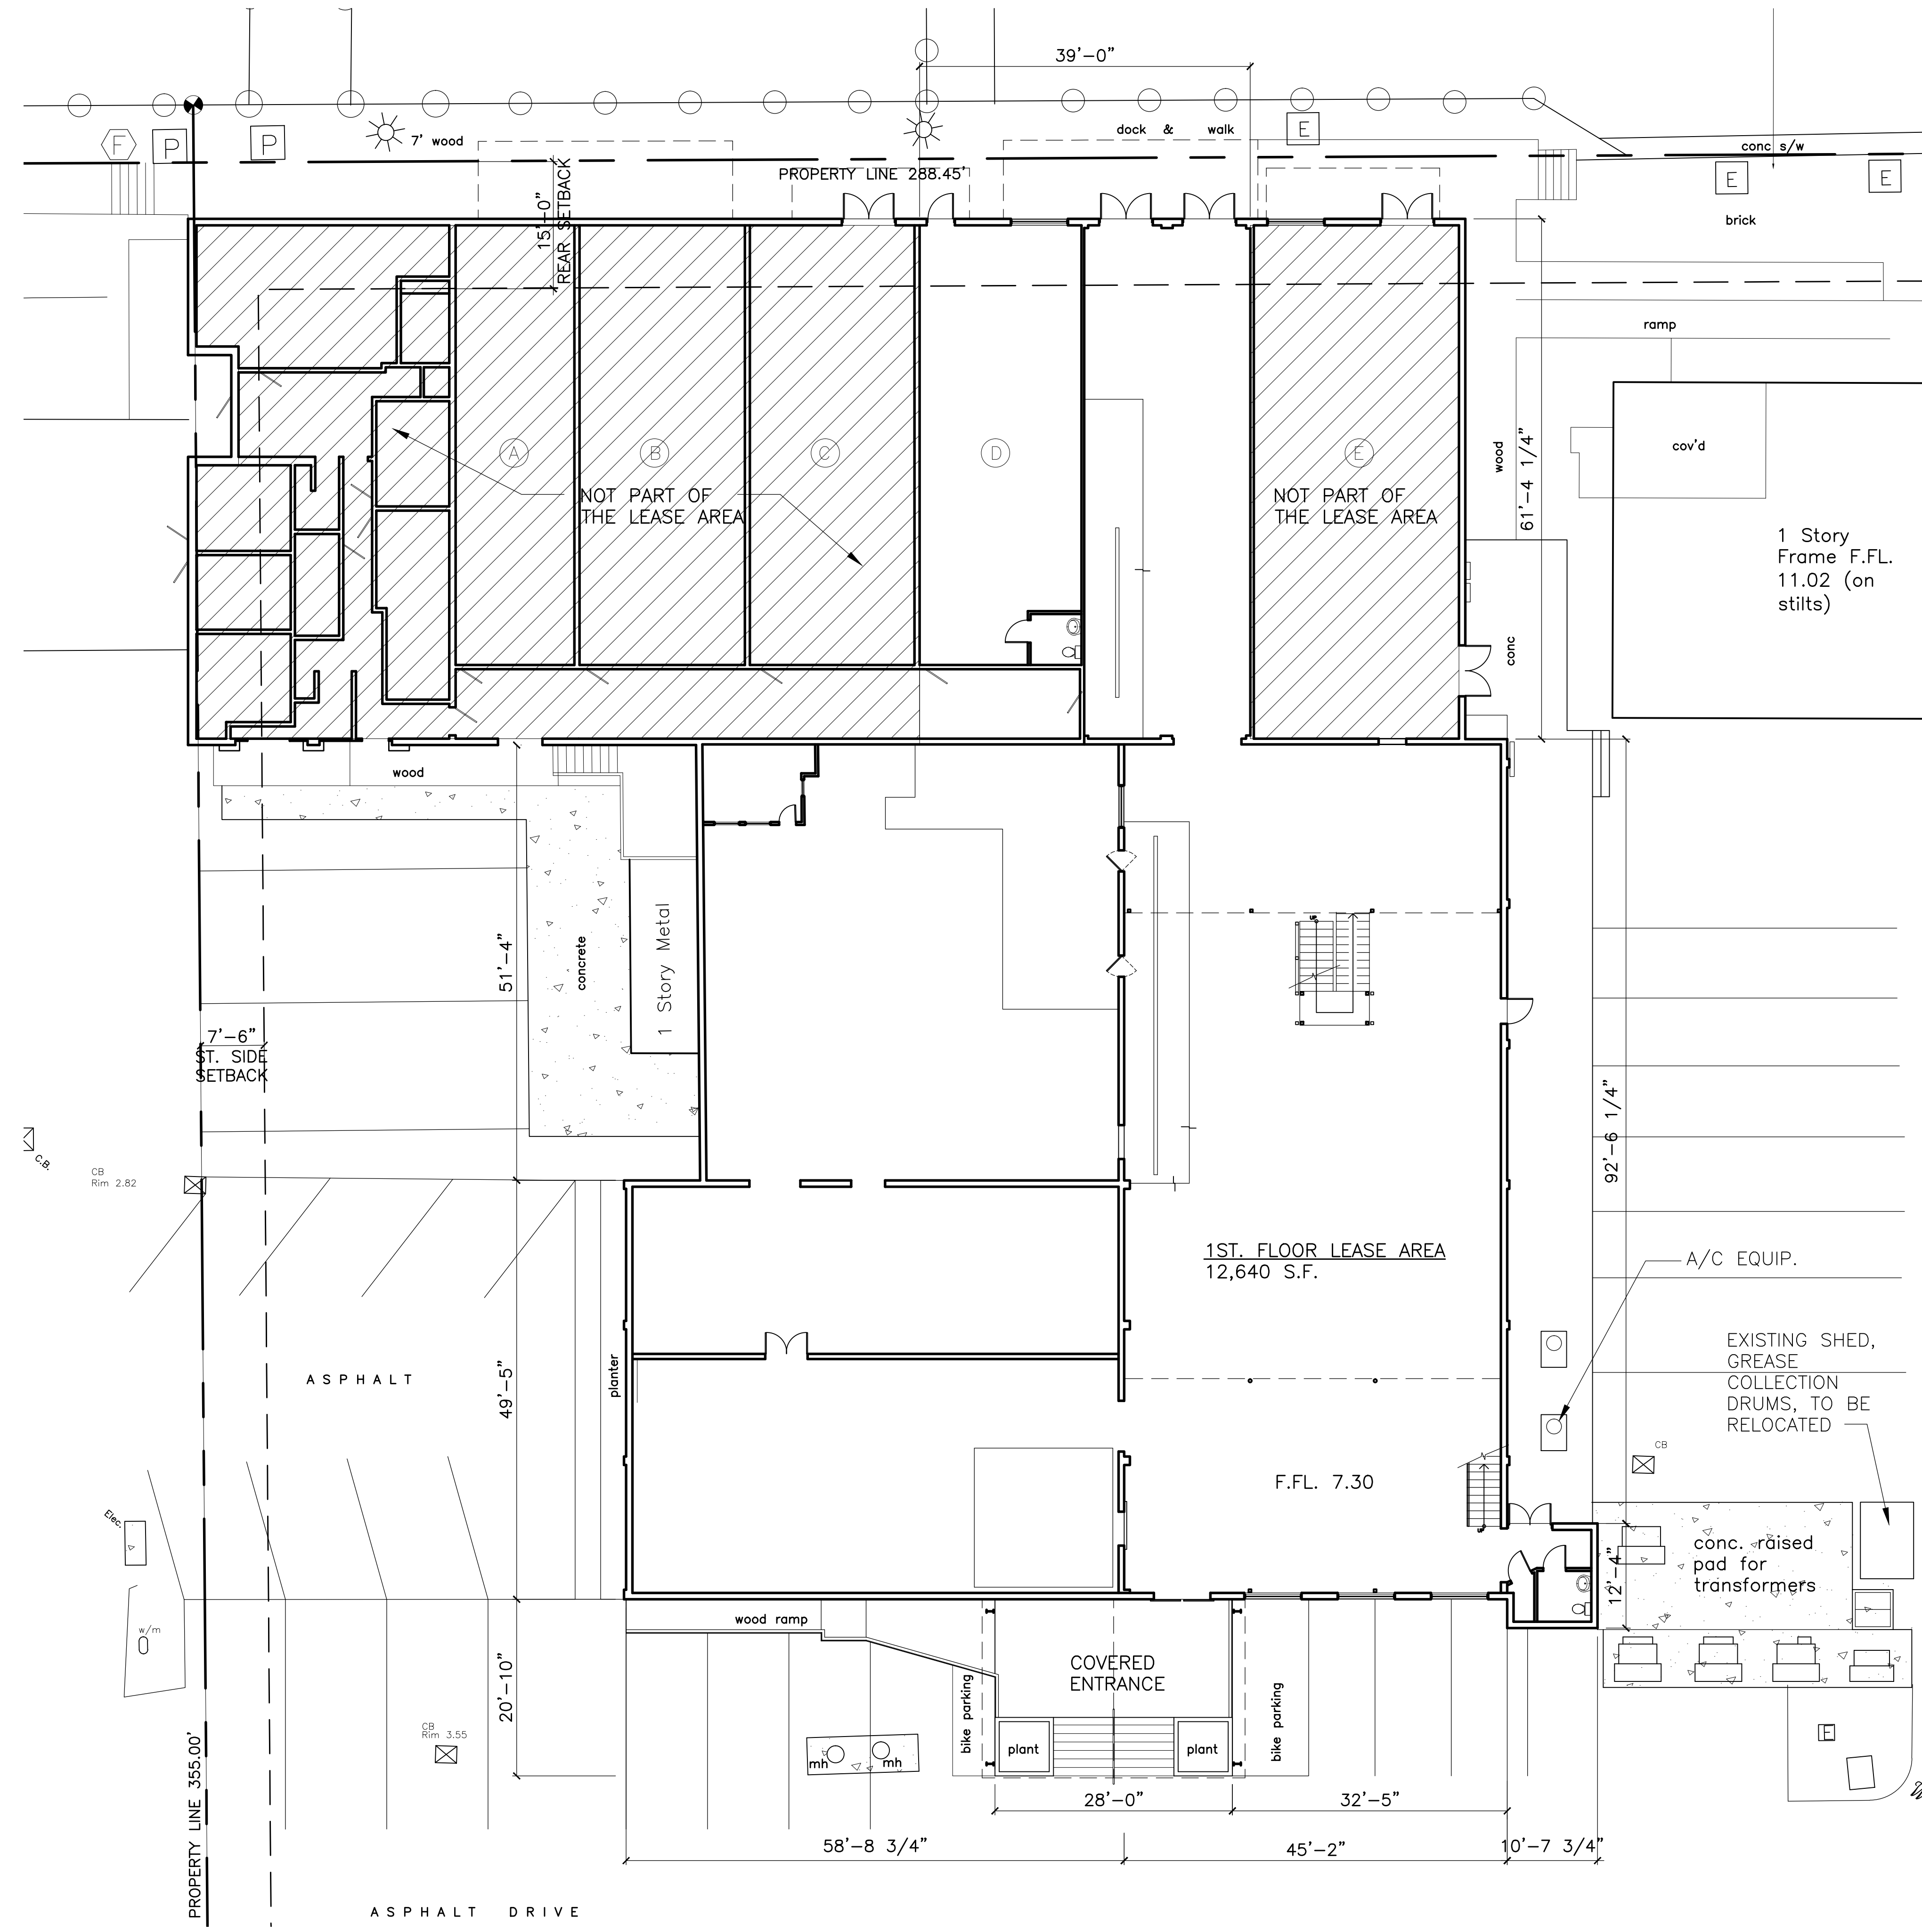 39'-0"
F
P
P
7' wood
dock & walk
E
conc s/w
E
E
PROPERTY LINE 288.45'
15'-0"
REAR SETBACK
brick
ramp
wood
61'-4 1/4"
cov'd
A
B
C
D
E
NOT PART OF
THE LEASE AREA
NOT PART OF
THE LEASE AREA
1 Story
Frame F.FL.
11.02 (on
stilts)
conc
wood
concrete
1 Story Metal
51'-4"
UP
7'-6"
ST. SIDE
SETBACK
C.B.
CB
Rim 2.82
92'-6 1/4"
1ST. FLOOR LEASE AREA
12,640 S.F.
A/C EQUIP.
EXISTING SHED,
GREASE
COLLECTION
DRUMS, TO BE
RELOCATED
ASPHALT
49'-5"
planter
CB
F.FL. 7.30
UP
Elec.
conc. raised
pad for
transformers
12'-4"
w/m
wood ramp
COVERED
ENTRANCE
20'-10"
bike parking
bike parking
CB
Rim 3.55
mh
mh
plant
plant
E
PROPERTY LINE 355.00'
28'-0"
32'-5"
58'-8 3/4"
45'-2"
10'-7 3/4"
ASPHALT DRIVE